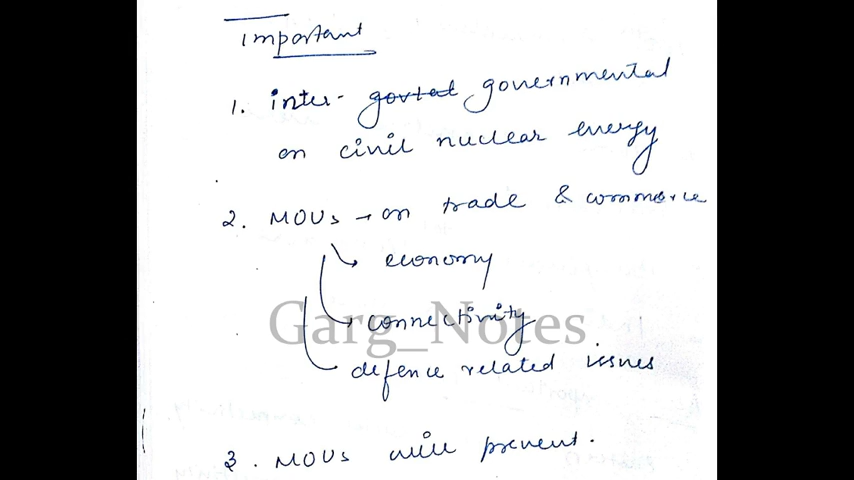 Important
1. inter- govtal governmental
on civil nuclear energy
2. MOUs → on trade & commerce
economy
connectivity
Garg_Notes
defence related issues
3. MOUs will prevent.